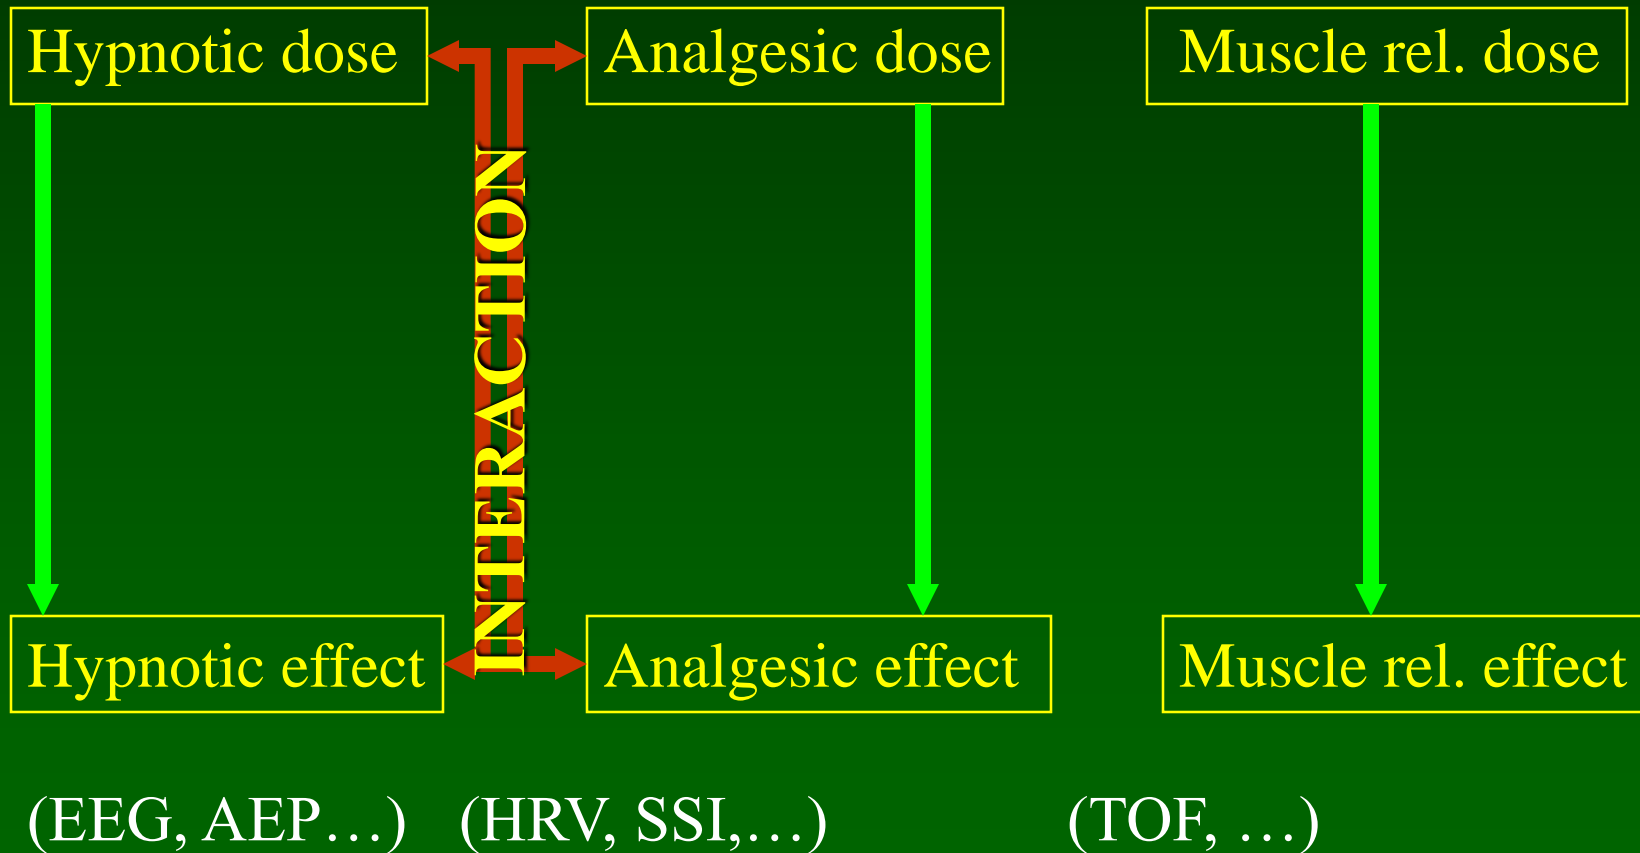 Hypnotic dose
Analgesic dose
Muscle rel. dose
INTERACTION
Hypnotic effect
Analgesic effect
Muscle rel. effect
(EEG, AEP…)
(HRV, SSI,…)
(TOF, …)